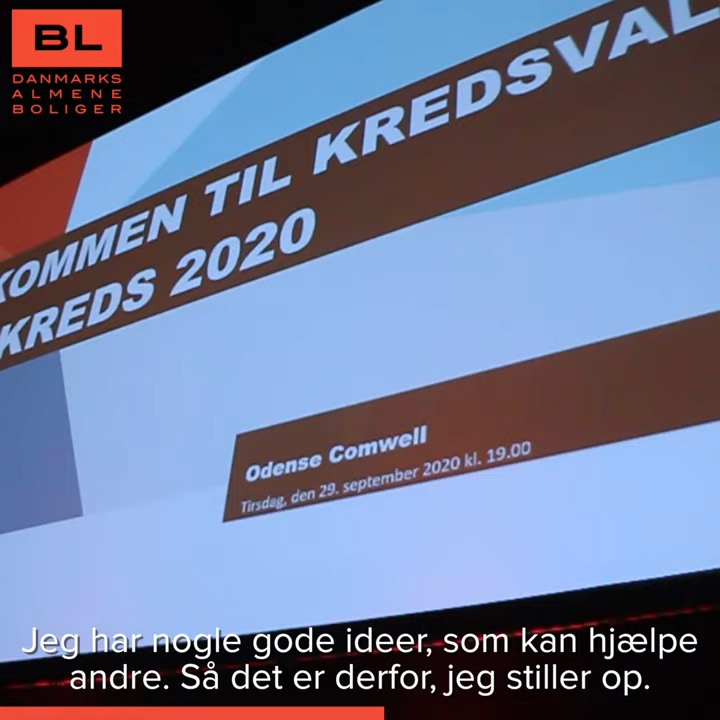 BL
DANMARKS
ALMENE
BOLIGER
KOMMEN TIL KREDSVAL
KREDS 2020
Odense Comwell
Tirsdag, den 29. september 2020 kl. 19.00
Jeg har nogle gode ideer, som kan hjælpe
andre. Så det er derfor, jeg stiller op.